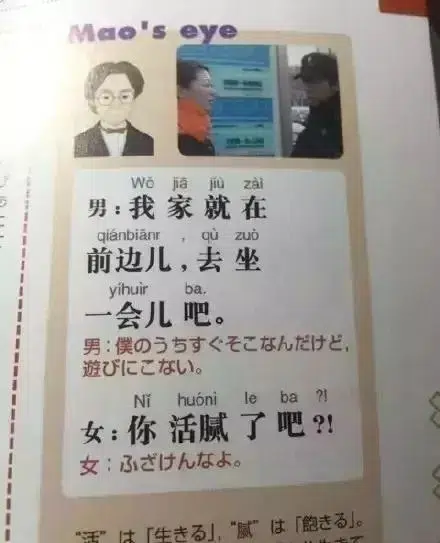 Mao's eye
Wǒ jiā jiù zài
男：我家就在
qiánbiānr , qù zuò
前边儿，去坐
yíhuìr ba.
一会儿吧。
男：僕のうちすぐそこなんだけど，
遊びにこない。
Nǐ huónì le ba ?!
女：你活腻了吧?!
女：ふざけんなよ。
"活"は「生きる」，"腻"は「飽きる」。